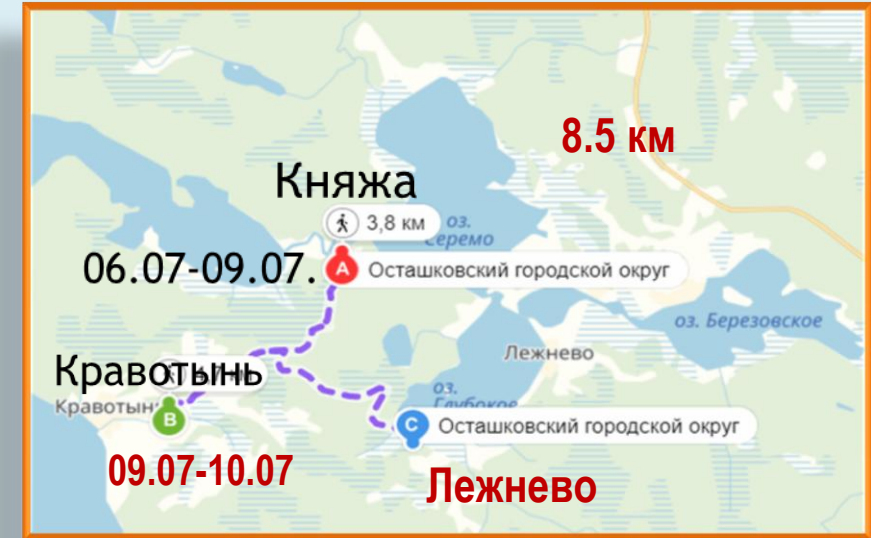 8.5 км
Княжа
3,8 км
оз.
Серемо
06.07-09.07.
A
Осташковский городской округ
оз. Березовское
Лежнево
Кравотынь
оз.
Глубокое
Кравотынь
B
C
Осташковский городской округ
09.07-10.07
Лежнево